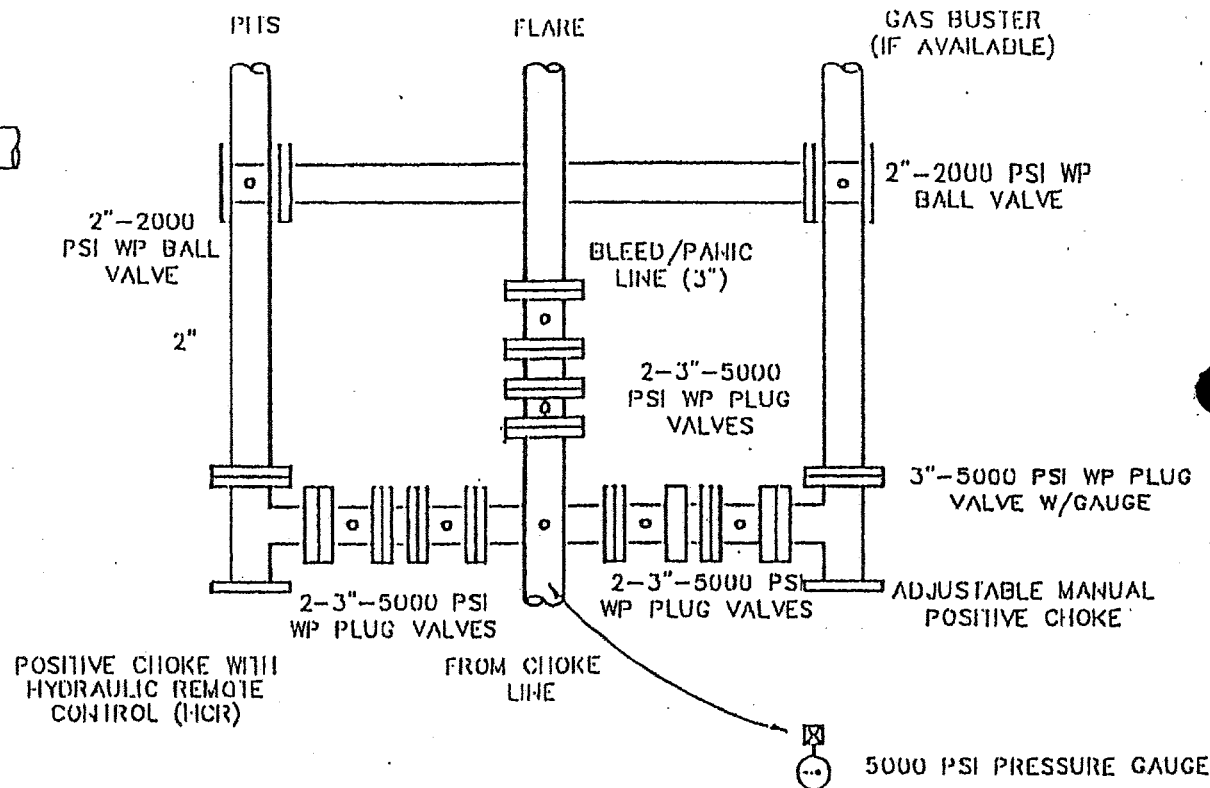 PITS
FLARE
GAS BUSTER
(IF AVAILABLE)
2"-2000 PSI WP
BALL VALVE
2"-2000
PSI WP BALL
VALVE
BLEED/PANIC
LINE (3")
2"
2-3"-5000
PSI WP PLUG
VALVES
3"-5000 PSI WP PLUG
VALVE W/GAUGE
2-3"-5000 PSI
WP PLUG VALVES
2-3"-5000 PSI
WP PLUG VALVES
ADJUSTABLE MANUAL
POSITIVE CHOKE
POSITIVE CHOKE WITH
HYDRAULIC REMOTE
CONTROL (HCR)
FROM CHOKE
LINE
5000 PSI PRESSURE GAUGE